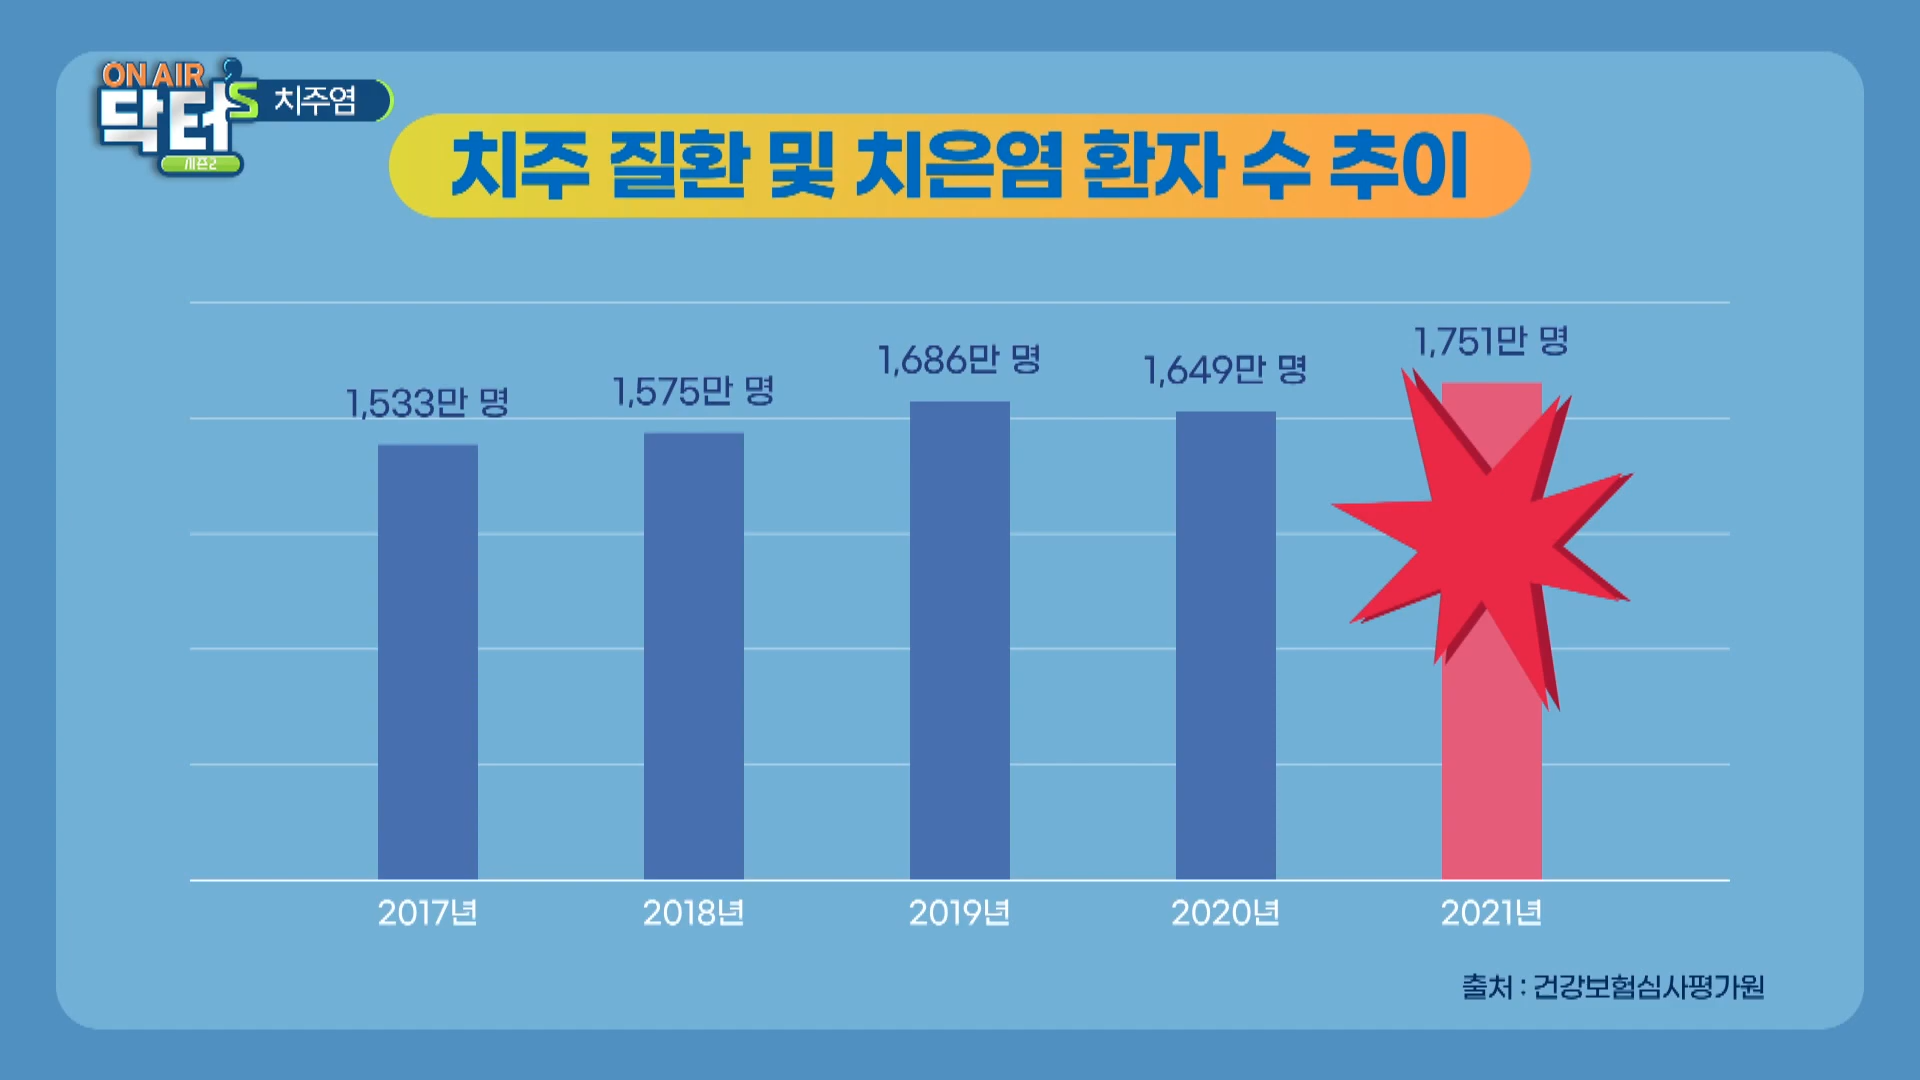 ON AIR
닥터's
시즌2
치주염
치주 질환 및 치은염 환자 수 추이
1,533만 명
1,575만 명
1,686만 명
1,649만 명
1,751만 명
2017년
2018년
2019년
2020년
2021년
출처 : 건강보험심사평가원